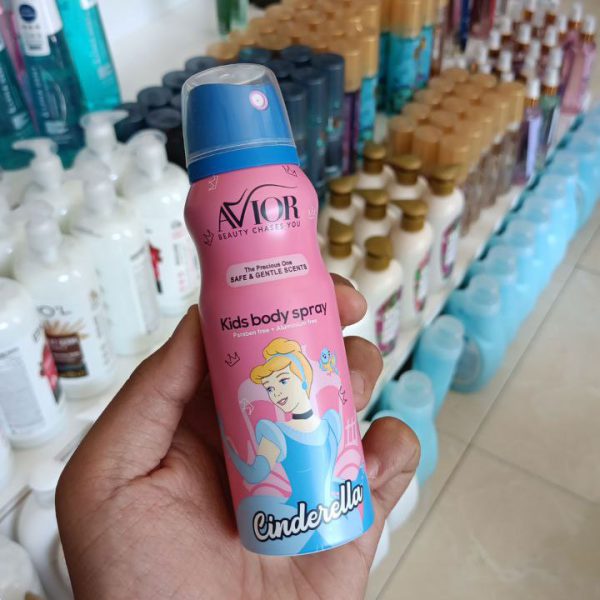 AVIOR
BEAUTY CHASES YOU
The Precious One
SAFE & GENTLE SCENTS
Kids body spray
Paraben free + Aluminium free
Cinderella